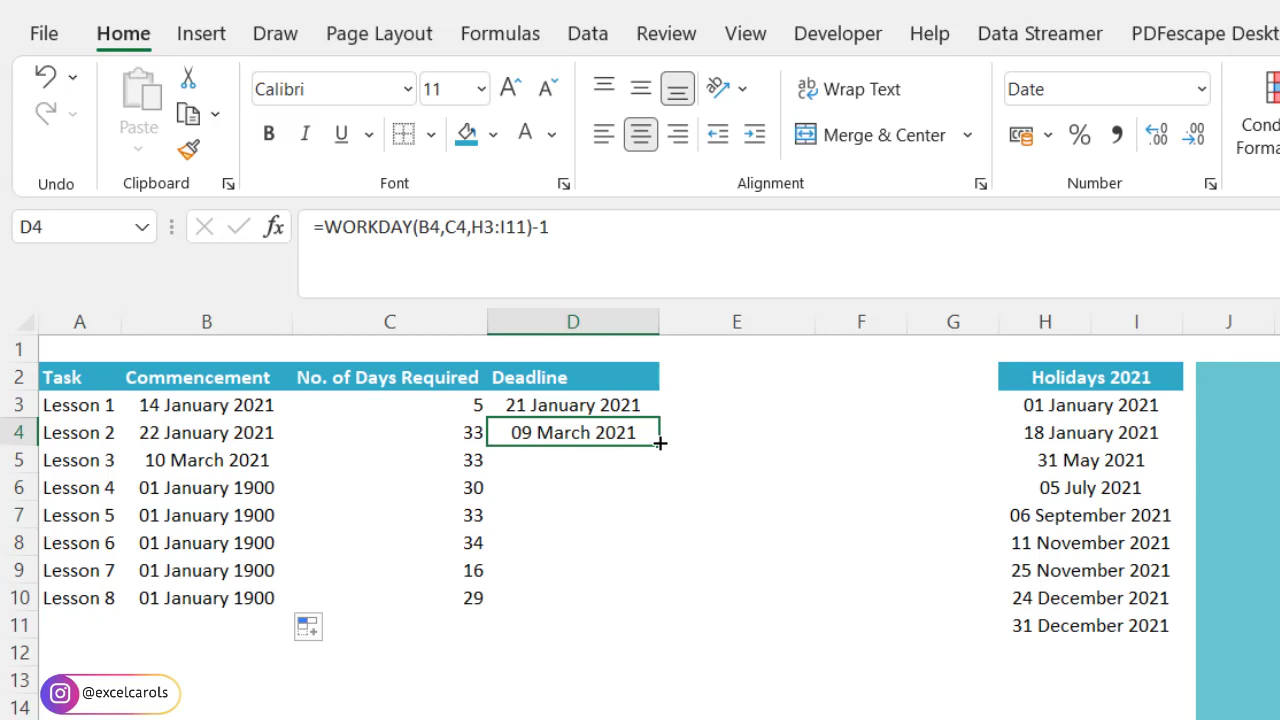 File Home Insert Draw Page Layout Formulas Data Review View Developer Help Data Streamer PDFescape Deskt
Calibri 11 ab Wrap Text Date
Paste B I U A Merge & Center % Cond
Forma
Undo Clipboard Font Alignment Number
D4 fx =WORKDAY(B4,C4,H3:I11)-1
A B C D E F G H I J
1
2 Task Commencement No. of Days Required Deadline Holidays 2021
3 Lesson 1 14 January 2021 5 21 January 2021 01 January 2021
4 Lesson 2 22 January 2021 33 09 March 2021 18 January 2021
5 Lesson 3 10 March 2021 33 31 May 2021
6 Lesson 4 01 January 1900 30 05 July 2021
7 Lesson 5 01 January 1900 33 06 September 2021
8 Lesson 6 01 January 1900 34 11 November 2021
9 Lesson 7 01 January 1900 16 25 November 2021
10 Lesson 8 01 January 1900 29 24 December 2021
11 31 December 2021
12
13
@excelcarols
14